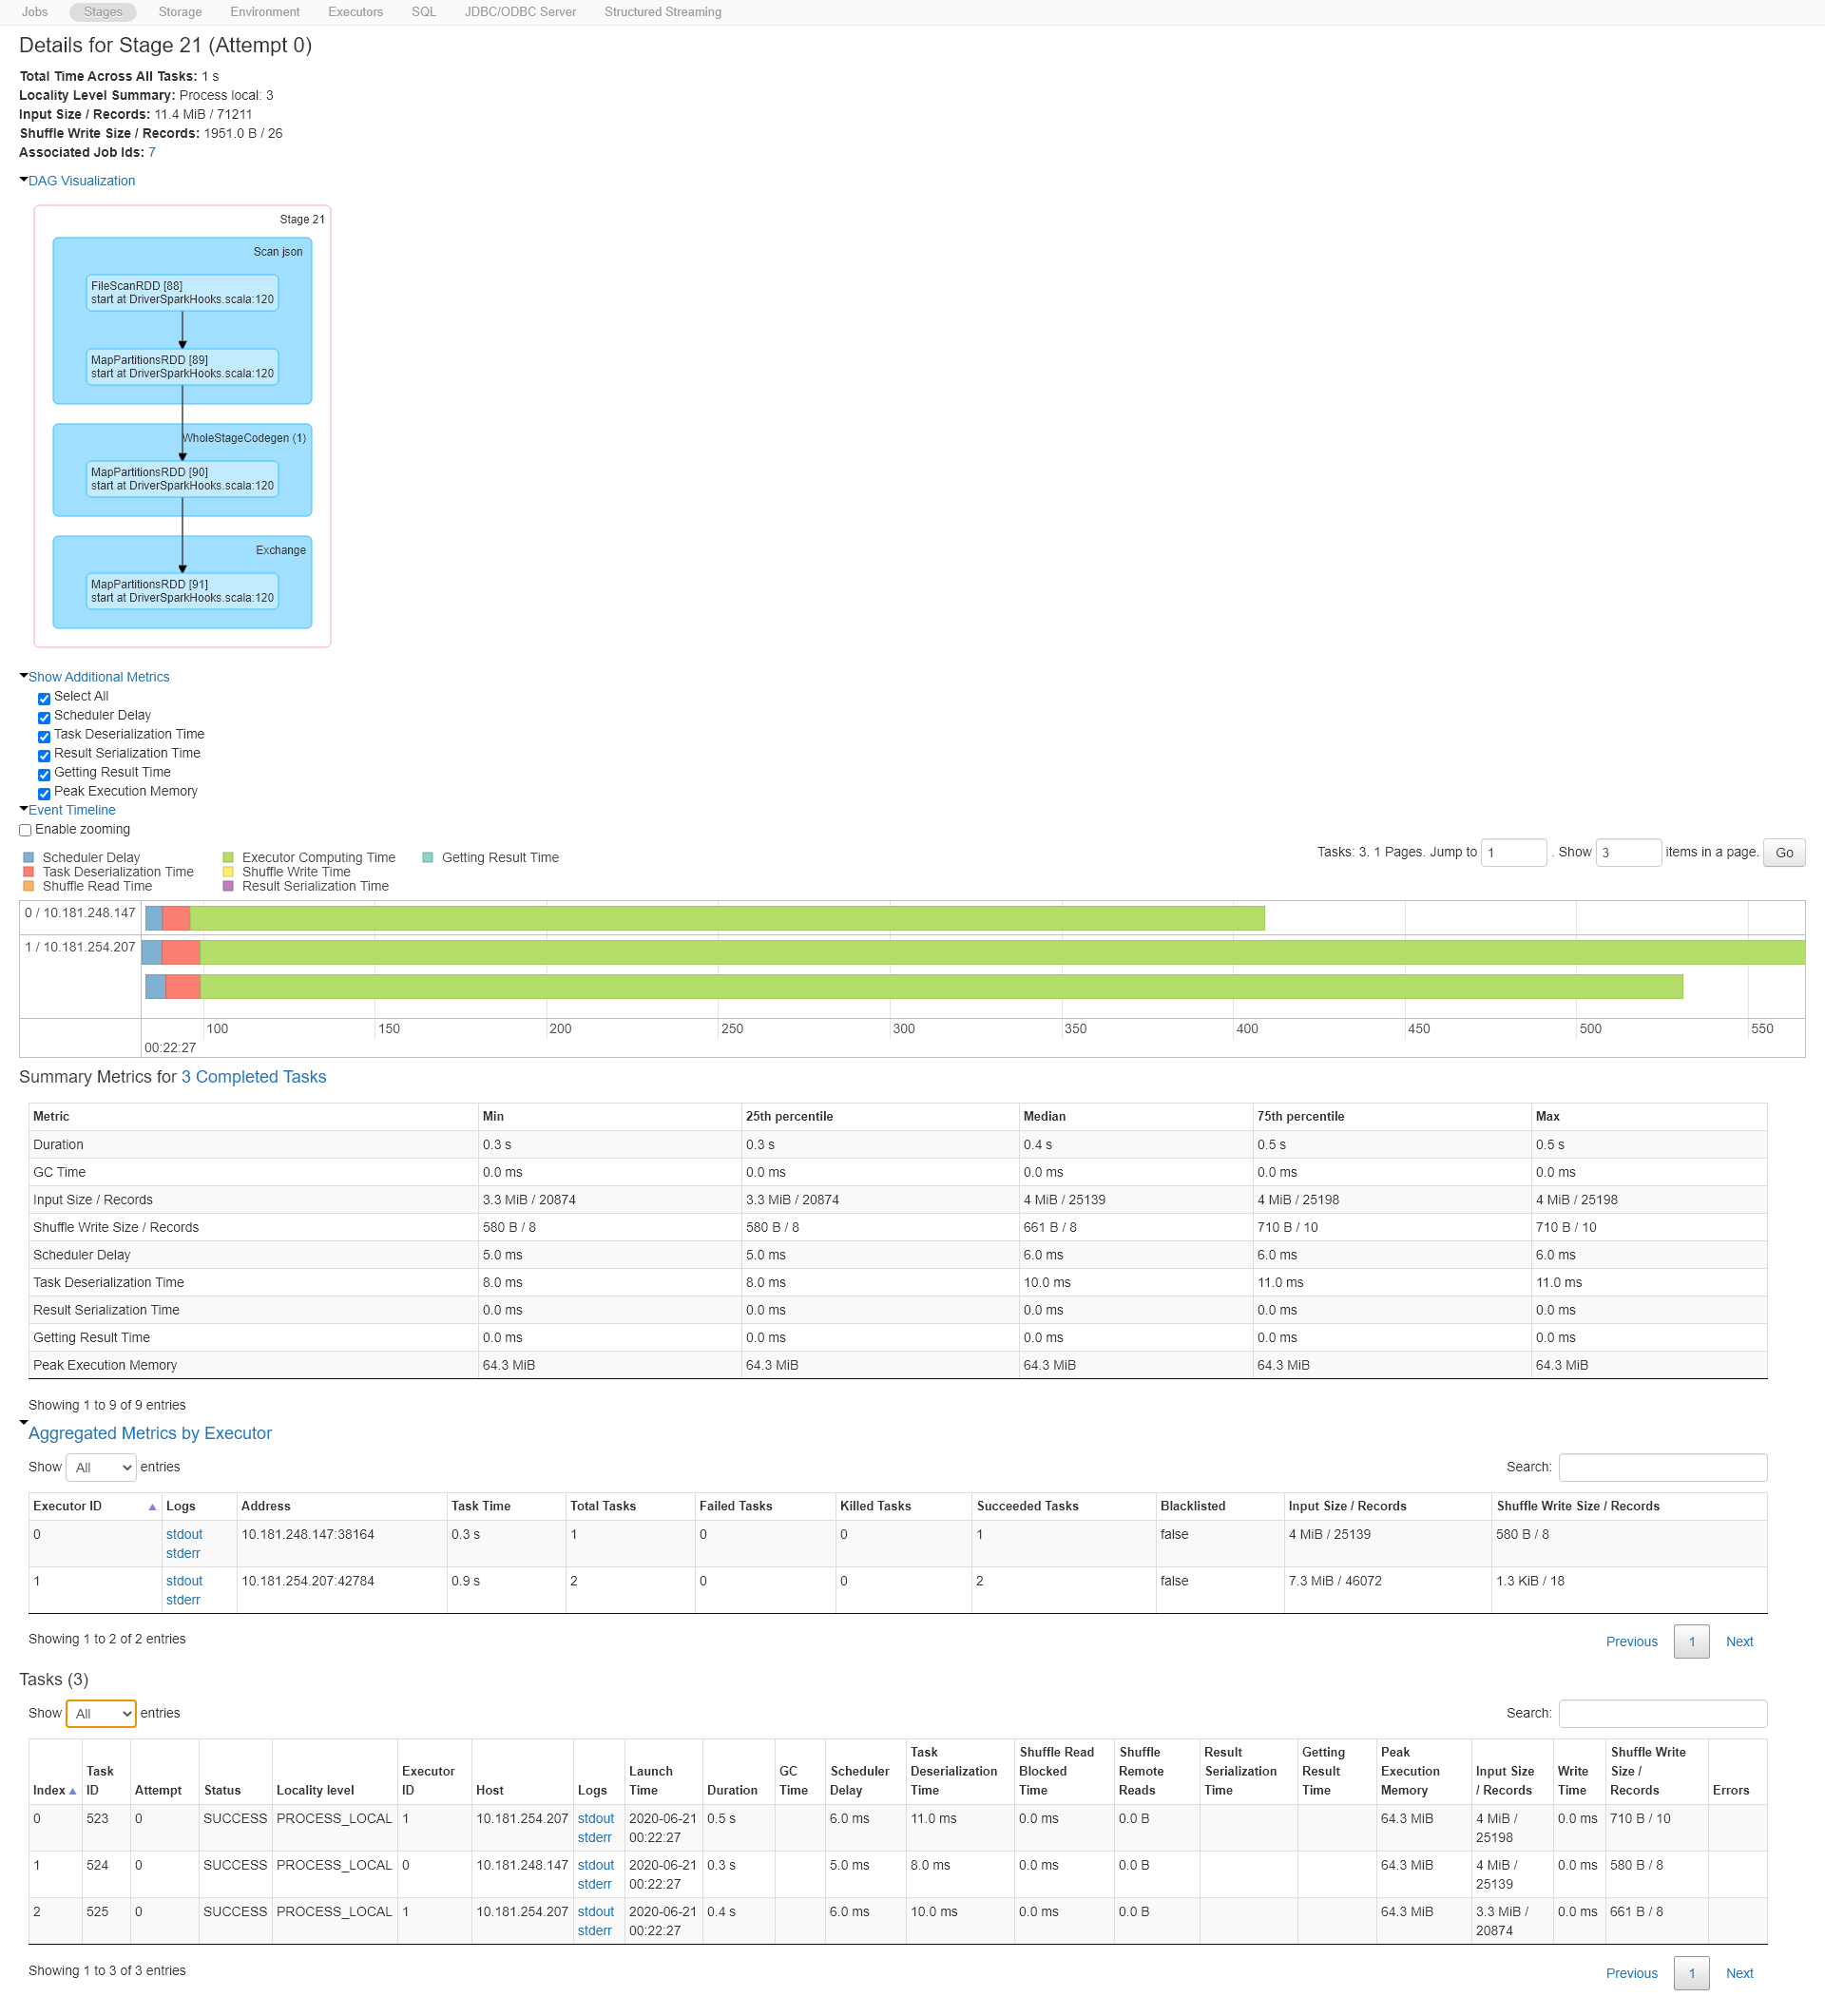 Jobs Stages Storage Environment Executors SQL JDBC/ODBC Server Structured Streaming
Details for Stage 21 (Attempt 0)
Total Time Across All Tasks: 1 s
Locality Level Summary: Process local: 3
Input Size / Records: 11.4 MiB / 71211
Shuffle Write Size / Records: 1951.0 B / 26
Associated Job Ids: 7
DAG Visualization
Stage 21
Scan json
FileScanRDD [88]
start at DriverSparkHooks.scala:120
MapPartitionsRDD [89]
start at DriverSparkHooks.scala:120
WholeStageCodegen (1)
MapPartitionsRDD [90]
start at DriverSparkHooks.scala:120
Exchange
MapPartitionsRDD [91]
start at DriverSparkHooks.scala:120
Show Additional Metrics
Select All
Scheduler Delay
Task Deserialization Time
Result Serialization Time
Getting Result Time
Peak Execution Memory
Event Timeline
Enable zooming
Tasks: 3. 1 Pages. Jump to 1 . Show 3 items in a page. Go
Scheduler Delay Executor Computing Time Getting Result Time
Task Deserialization Time Shuffle Write Time
Shuffle Read Time Result Serialization Time
0 / 10.181.248.147
1 / 10.181.254.207
100 150 200 250 300 350 400 450 500 550
00:22:27
Summary Metrics for 3 Completed Tasks
Metric Min 25th percentile Median 75th percentile Max
Duration 0.3 s 0.3 s 0.4 s 0.5 s 0.5 s
GC Time 0.0 ms 0.0 ms 0.0 ms 0.0 ms 0.0 ms
Input Size / Records 3.3 MiB / 20874 3.3 MiB / 20874 4 MiB / 25139 4 MiB / 25198 4 MiB / 25198
Shuffle Write Size / Records 580 B / 8 580 B / 8 661 B / 8 710 B / 10 710 B / 10
Scheduler Delay 5.0 ms 5.0 ms 6.0 ms 6.0 ms 6.0 ms
Task Deserialization Time 8.0 ms 8.0 ms 10.0 ms 11.0 ms 11.0 ms
Result Serialization Time 0.0 ms 0.0 ms 0.0 ms 0.0 ms 0.0 ms
Getting Result Time 0.0 ms 0.0 ms 0.0 ms 0.0 ms 0.0 ms
Peak Execution Memory 64.3 MiB 64.3 MiB 64.3 MiB 64.3 MiB 64.3 MiB
Showing 1 to 9 of 9 entries
Aggregated Metrics by Executor
Show All entries Search:
Executor ID Logs Address Task Time Total Tasks Failed Tasks Killed Tasks Succeeded Tasks Blacklisted Input Size / Records Shuffle Write Size / Records
0 stdout 10.181.248.147:38164 0.3 s 1 0 0 1 false 4 MiB / 25139 580 B / 8
stderr
1 stdout 10.181.254.207:42784 0.9 s 2 0 0 2 false 7.3 MiB / 46072 1.3 KiB / 18
stderr
Showing 1 to 2 of 2 entries Previous 1 Next
Tasks (3)
Show All entries Search:
Task Shuffle Read Shuffle Result Getting Peak Shuffle Write
Task Executor Launch GC Scheduler Deserialization Blocked Remote Serialization Result Execution Input Size Write Size /
Index ID Attempt Status Locality level ID Host Logs Time Duration Time Delay Time Time Reads Time Time Memory / Records Time Records Errors
0 523 0 SUCCESS PROCESS_LOCAL 1 10.181.254.207 stdout 2020-06-21 0.5 s 6.0 ms 11.0 ms 0.0 ms 0.0 B 64.3 MiB 4 MiB / 0.0 ms 710 B / 10
stderr 00:22:27 25198
1 524 0 SUCCESS PROCESS_LOCAL 0 10.181.248.147 stdout 2020-06-21 0.3 s 5.0 ms 8.0 ms 0.0 ms 0.0 B 64.3 MiB 4 MiB / 0.0 ms 580 B / 8
stderr 00:22:27 25139
2 525 0 SUCCESS PROCESS_LOCAL 1 10.181.254.207 stdout 2020-06-21 0.4 s 6.0 ms 10.0 ms 0.0 ms 0.0 B 64.3 MiB 3.3 MiB / 0.0 ms 661 B / 8
stderr 00:22:27 20874
Showing 1 to 3 of 3 entries Previous 1 Next